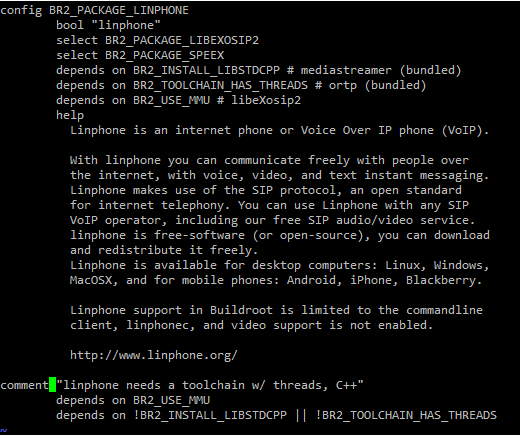 config BR2_PACKAGE_LINPHONE
bool "linphone"
select BR2_PACKAGE_LIBEXOSIP2
select BR2_PACKAGE_SPEEX
depends on BR2_INSTALL_LIBSTDCPP # mediastreamer (bundled)
depends on BR2_TOOLCHAIN_HAS_THREADS # ortp (bundled)
depends on BR2_USE_MMU # libeXosip2
help
Linphone is an internet phone or Voice Over IP phone (VoIP).
With linphone you can communicate freely with people over
the internet, with voice, video, and text instant messaging.
Linphone makes use of the SIP protocol, an open standard
for internet telephony. You can use Linphone with any SIP
VoIP operator, including our free SIP audio/video service.
linphone is free-software (or open-source), you can download
and redistribute it freely.
Linphone is available for desktop computers: Linux, Windows,
MacOSX, and for mobile phones: Android, iPhone, Blackberry.
Linphone support in Buildroot is limited to the commandline
client, linphonec, and video support is not enabled.
http://www.linphone.org/
comment "linphone needs a toolchain w/ threads, C++"
depends on BR2_USE_MMU
depends on !BR2_INSTALL_LIBSTDCPP || !BR2_TOOLCHAIN_HAS_THREADS
~